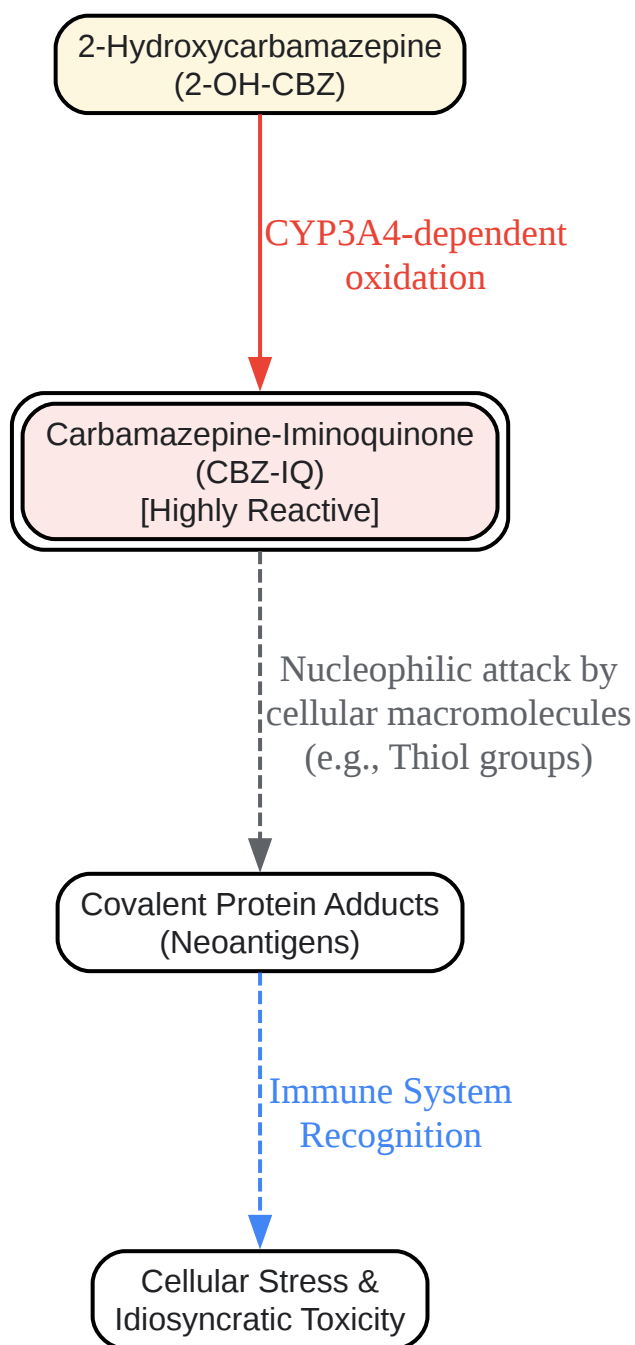 2-Hydroxycarbamazepine
(2-OH-CBZ)
CYP3A4-dependent
oxidation
Carbamazepine-Iminoquinone
(CBZ-IQ)
[Highly Reactive]
Nucleophilic attack by
cellular macromolecules
(e.g., Thiol groups)
Covalent Protein Adducts
(Neoantigens)
Immune System
Recognition
Cellular Stress &
Idiosyncratic Toxicity